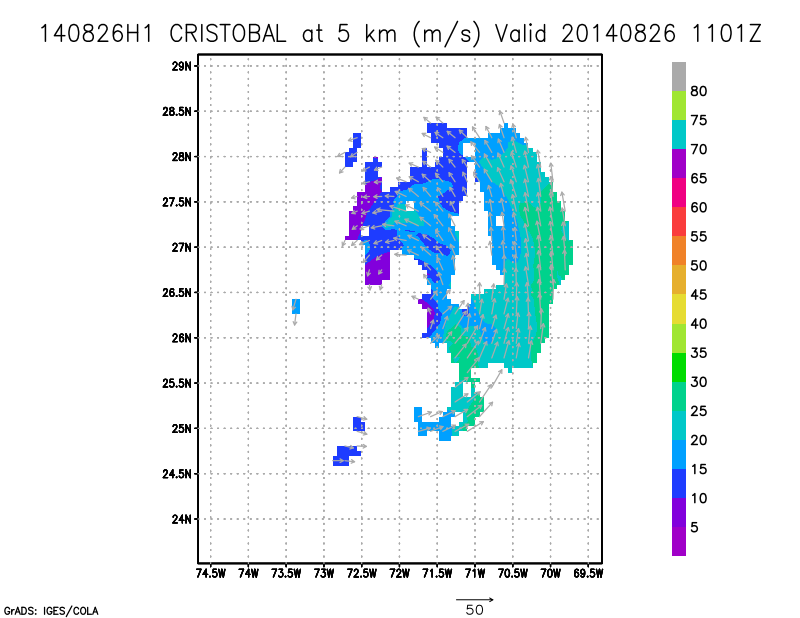 140826H1 CRISTOBAL at 5 km (m/s) Valid 20140826 1101Z
29N
28.5N
28N
27.5N
27N
26.5N
26N
25.5N
25N
24.5N
24N
74.5W 74W 73.5W 73W 72.5W 72W 71.5W 71W 70.5W 70W 69.5W
80
75
70
65
60
55
50
45
40
35
30
25
20
15
10
5
50
GrADS: IGES/COLA